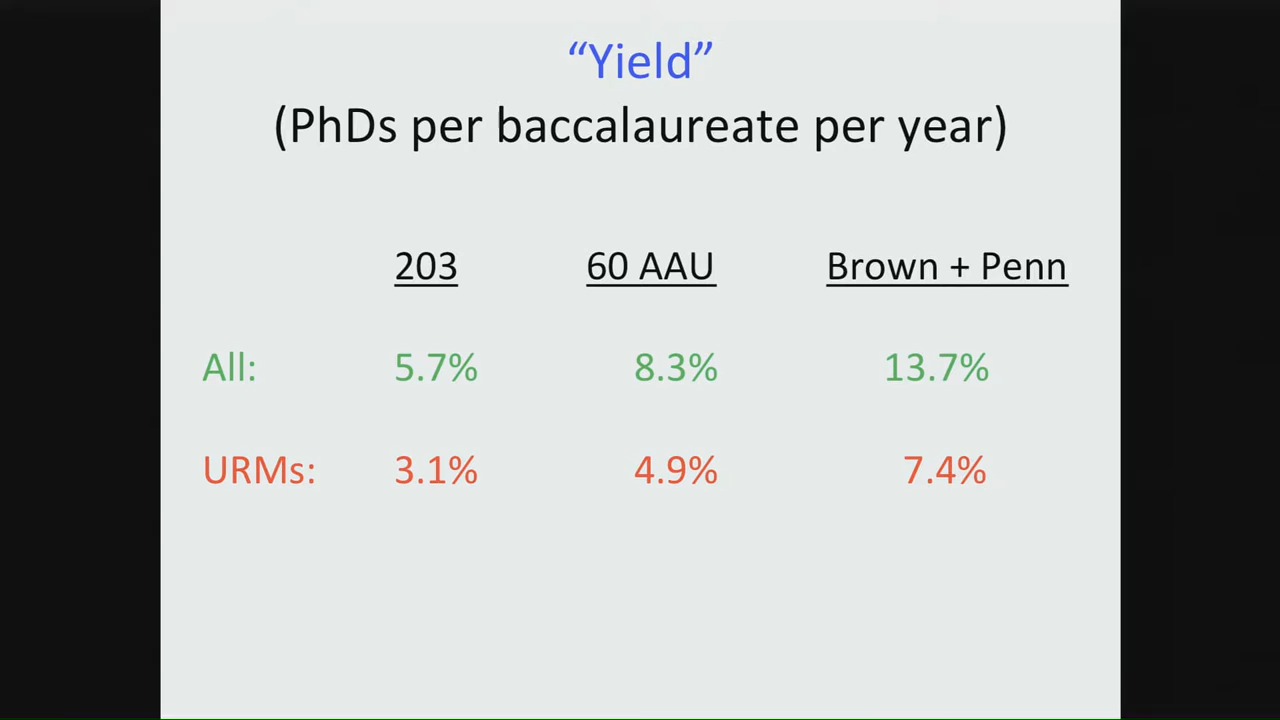 “Yield”
(PhDs per baccalaureate per year)
203 60 AAU Brown + Penn
All: 5.7% 8.3% 13.7%
URMs: 3.1% 4.9% 7.4%